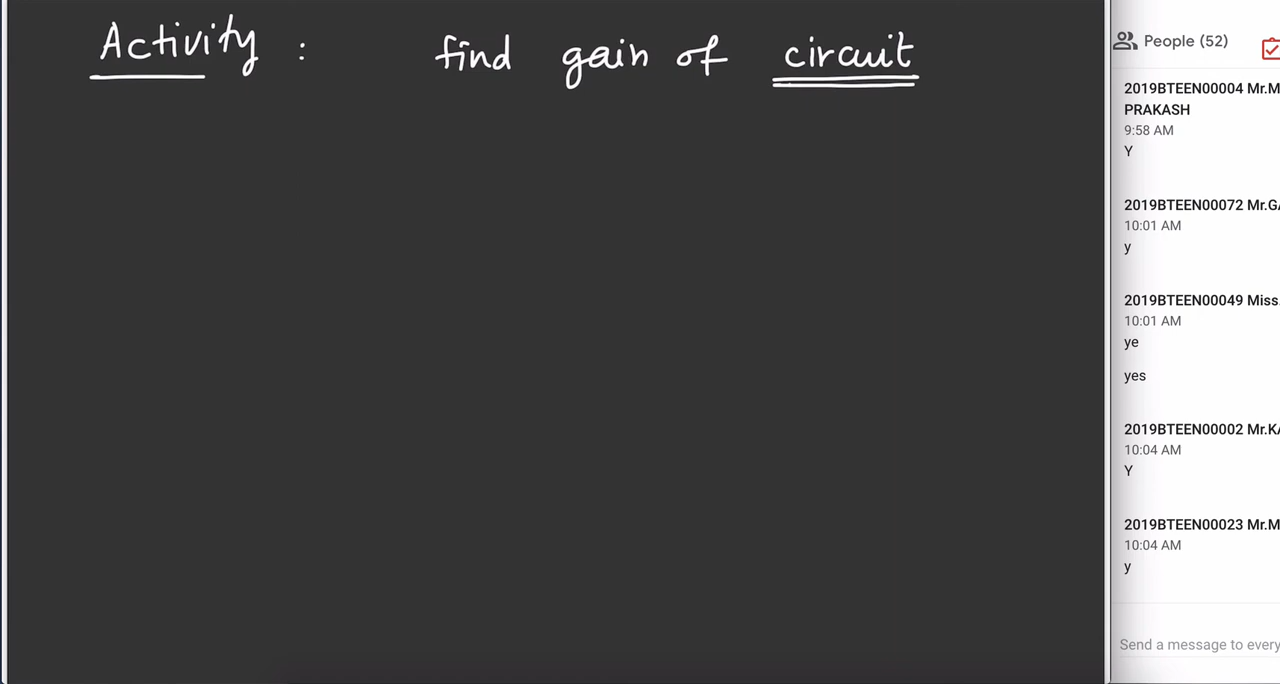 Activity : find gain of circuit
People (52)
2019BTEEN00004 Mr.M
PRAKASH
9:58 AM
Y
2019BTEEN00072 Mr.G
10:01 AM
y
2019BTEEN00049 Miss.
10:01 AM
ye
yes
2019BTEEN00002 Mr.K
10:04 AM
Y
2019BTEEN00023 Mr.M
10:04 AM
y
Send a message to every